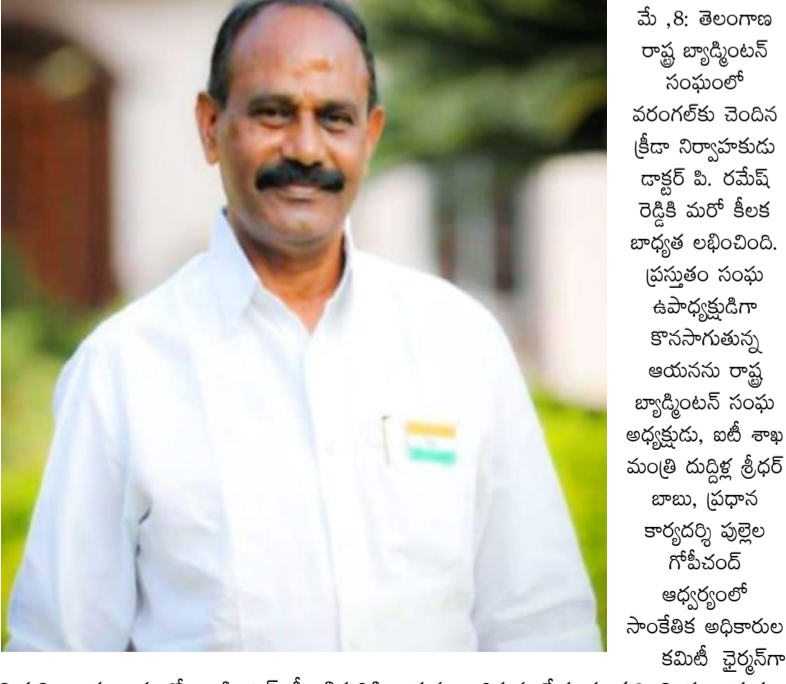 మే ,8: తెలంగాణ
రాష్ట్ర బ్యాడ్మింటన్
సంఘంలో
వరంగల్‌కు చెందిన
క్రీడా నిర్వాహకుడు
డాక్టర్ పి. రమేష్
రెడ్డికి మరో కీలక
బాధ్యత లభించింది.
ప్రస్తుతం సంఘ
ఉపాధ్యక్షుడిగా
కొనసాగుతున్న
ఆయనను రాష్ట్ర
బ్యాడ్మింటన్ సంఘ
అధ్యక్షుడు, ఐటీ శాఖ
మంత్రి దుద్దిళ్ల శ్రీధర్
బాబు, ప్రధాన
కార్యదర్శి పుల్లెల
గోపీచంద్
ఆధ్వర్యంలో
సాంకేతిక అధికారుల
కమిటీ ఛైర్మన్‌గా